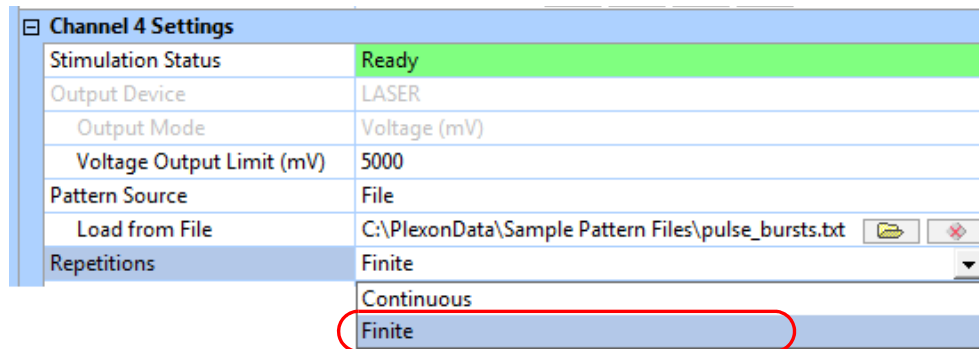 Channel 4 Settings
Stimulation Status Ready
Output Device LASER
Output Mode Voltage (mV)
Voltage Output Limit (mV) 5000
Pattern Source File
Load from File C:\PlexonData\Sample Pattern Files\pulse_bursts.txt
Repetitions Finite
Continuous
Finite